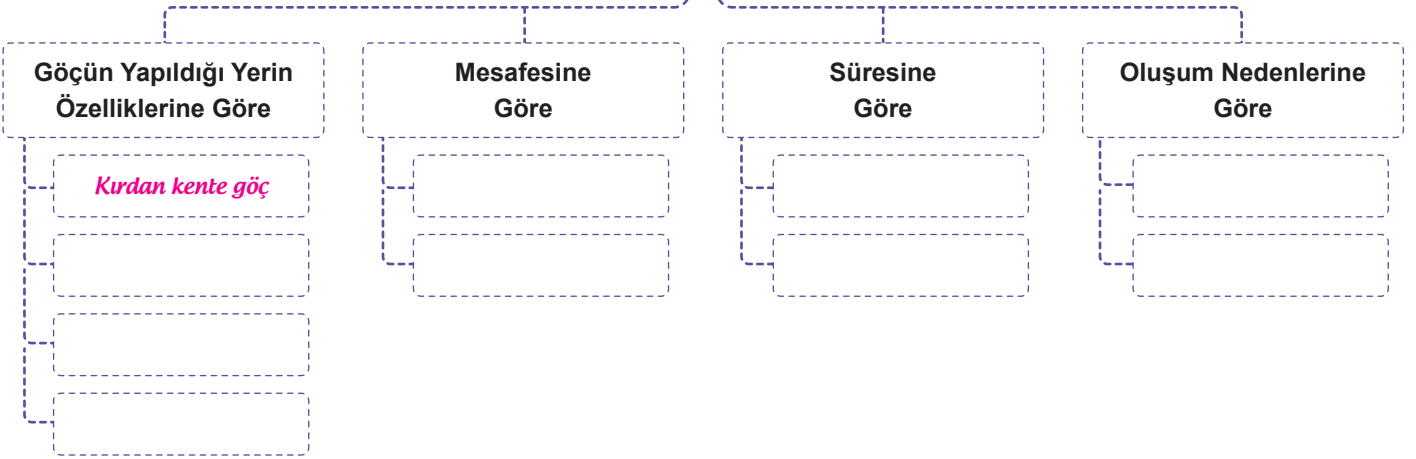 Göçün Yapıldığı Yerin
Özelliklerine Göre
Mesafesine
Göre
Süresine
Göre
Oluşum Nedenlerine
Göre
Kırdan kente göç